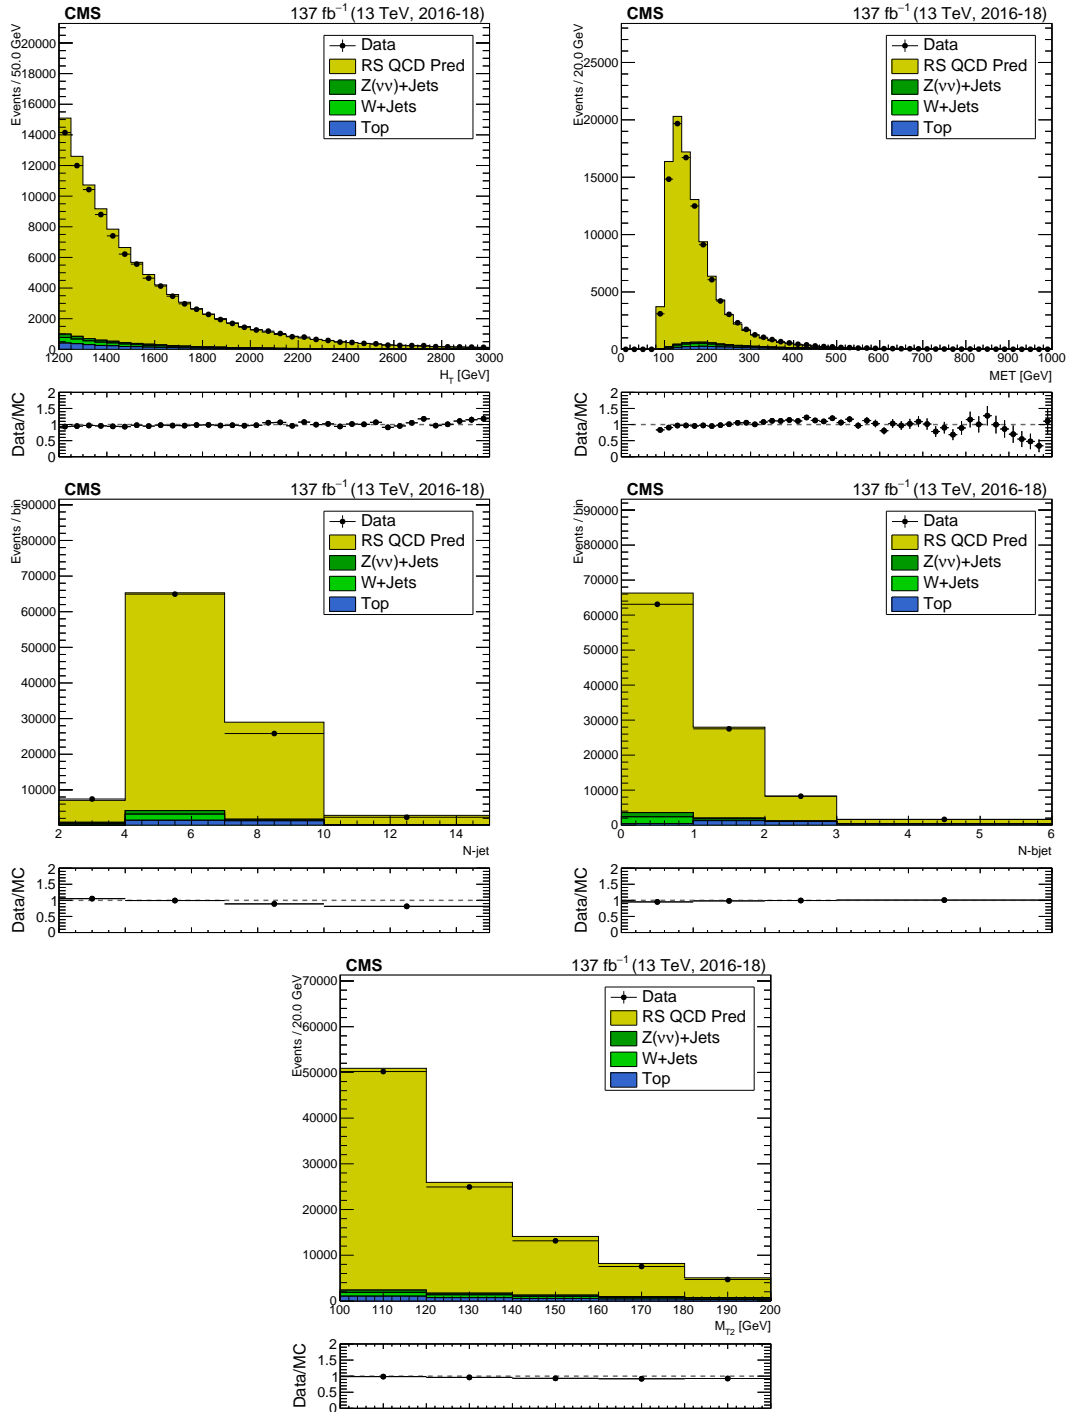 CMS 137 fb⁻¹ (13 TeV, 2016-18)
Events / 50.0 GeV
20000
18000
16000
14000
12000
10000
8000
6000
4000
2000
0
Data
RS QCD Pred
Z(νν)+Jets
W+Jets
Top
1200 1400 1600 1800 2000 2200 2400 2600 2800 3000
H_T [GeV]
Data/MC
2
1.5
1
0.5
0
CMS 137 fb⁻¹ (13 TeV, 2016-18)
Events / 20.0 GeV
25000
20000
15000
10000
5000
0
Data
RS QCD Pred
Z(νν)+Jets
W+Jets
Top
0 100 200 300 400 500 600 700 800 900 1000
MET [GeV]
Data/MC
2
1.5
1
0.5
0
CMS 137 fb⁻¹ (13 TeV, 2016-18)
Events / bin
90000
80000
70000
60000
50000
40000
30000
20000
10000
Data
RS QCD Pred
Z(νν)+Jets
W+Jets
Top
2 4 6 8 10 12 14
N-jet
Data/MC
2
1.5
1
0.5
0
CMS 137 fb⁻¹ (13 TeV, 2016-18)
Events / bin
90000
80000
70000
60000
50000
40000
30000
20000
10000
0
Data
RS QCD Pred
Z(νν)+Jets
W+Jets
Top
0 1 2 3 4 5 6
N-bjet
Data/MC
2
1.5
1
0.5
0
CMS 137 fb⁻¹ (13 TeV, 2016-18)
Events / 20.0 GeV
70000
60000
50000
40000
30000
20000
10000
0
Data
RS QCD Pred
Z(νν)+Jets
W+Jets
Top
100 110 120 130 140 150 160 170 180 190 200
M_T2 [GeV]
Data/MC
2
1.5
1
0.5
0